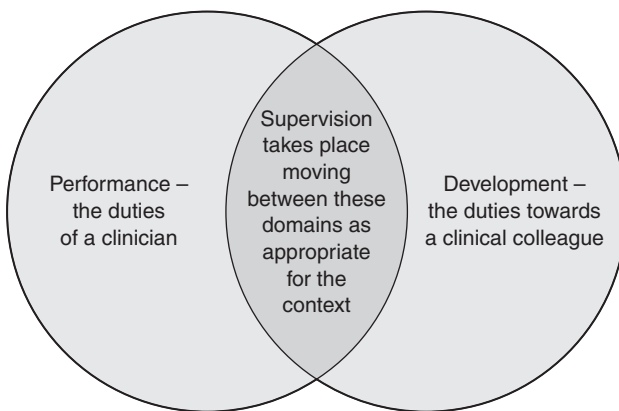 Performance –
the duties
of a clinician
Supervision
takes place
moving
between these
domains as
appropriate
for the
context
Development –
the duties towards
a clinical colleague